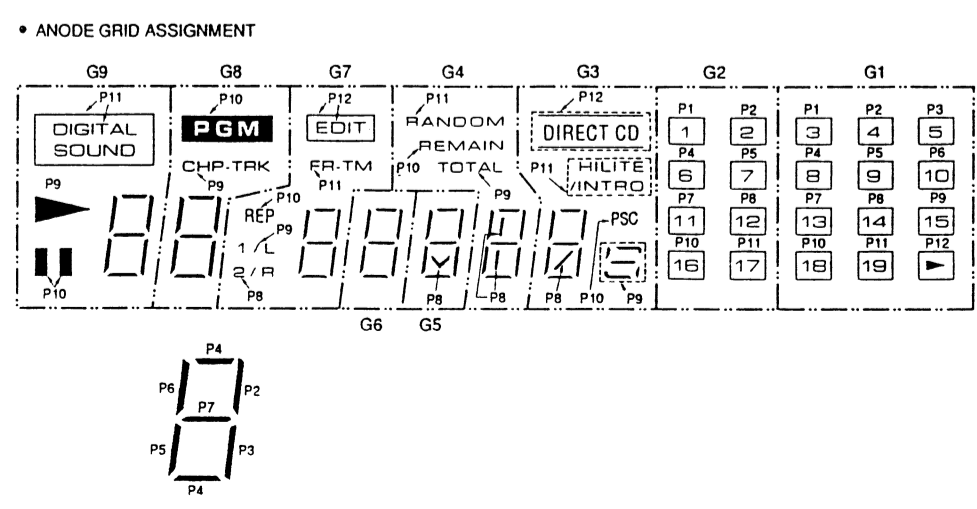 • ANODE GRID ASSIGNMENT
G9 G8 G7 G4 G3 G2 G1
P11 P10 P12 P11 P12
DIGITAL SOUND
PGM
EDIT
RANDOM
REMAIN
P10 TOTAL
DIRECT CD
CHP-TRK
P9
FR-TM
P11
P9
P11 HILITE /INTRO
P9
P10
REP P10
1/L P9
2/R
P8
P8
P8
P8
PSC
P10
P9
G6 G5
P1 P2
1 2
P4 P5
6 7
P7 P8
11 12
P10 P11
16 17
P1 P2 P3
3 4 5
P4 P5 P6
8 9 10
P7 P8 P9
13 14 15
P10 P11 P12
18 19
P4
P6 P2
P7
P5 P3
P4